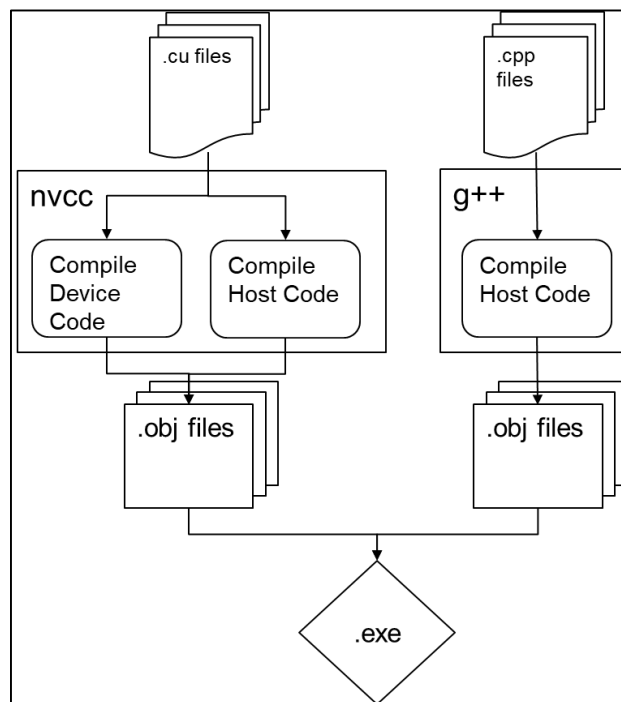 .cu files
.cpp
files
nvcc
g++
Compile
Device
Code
Compile
Host Code
Compile
Host Code
.obj files
.obj files
.exe